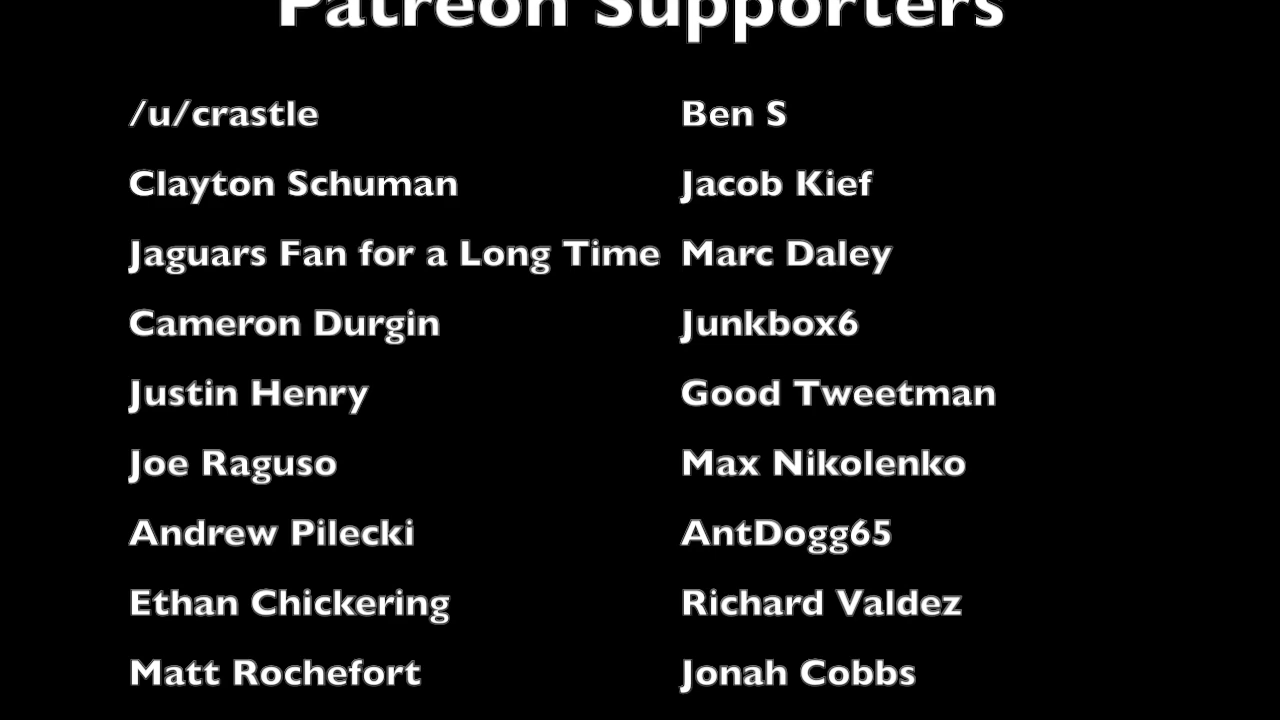 Patreon Supporters
/u/crastle
Ben S
Clayton Schuman
Jacob Kief
Jaguars Fan for a Long Time
Marc Daley
Cameron Durgin
Junkbox6
Justin Henry
Good Tweetman
Joe Raguso
Max Nikolenko
Andrew Pilecki
AntDogg65
Ethan Chickering
Richard Valdez
Matt Rochefort
Jonah Cobbs